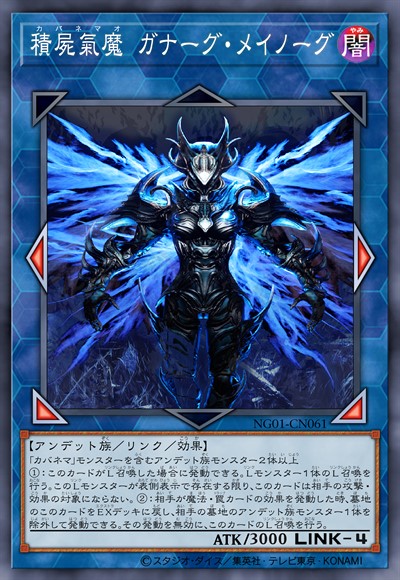 カバネマオ
積屍氣魔 ガナーグ・メイノーグ
やみ
闇
NG01-CN061
【アンデット族／リンク／効果】
「カバネマ」モンスターを含むアンデット族モンスター2体以上
①：このカードがL召喚した場合に発動できる。Lモンスター1体のL召喚を
行う。このLモンスターが表側表示で存在する限り、このカードは相手の攻撃・
効果の対象にならない。②：相手が魔法・罠カードの効果を発動した時、墓地
のこのカードをEXデッキに戻し、相手の墓地のアンデット族モンスター1体を
除外して発動できる。その発動を無効に、このカードのL召喚を行う。
ATK/3000 LINK-4
©スタジオ・ダイス/集英社・テレビ東京・KONAMI